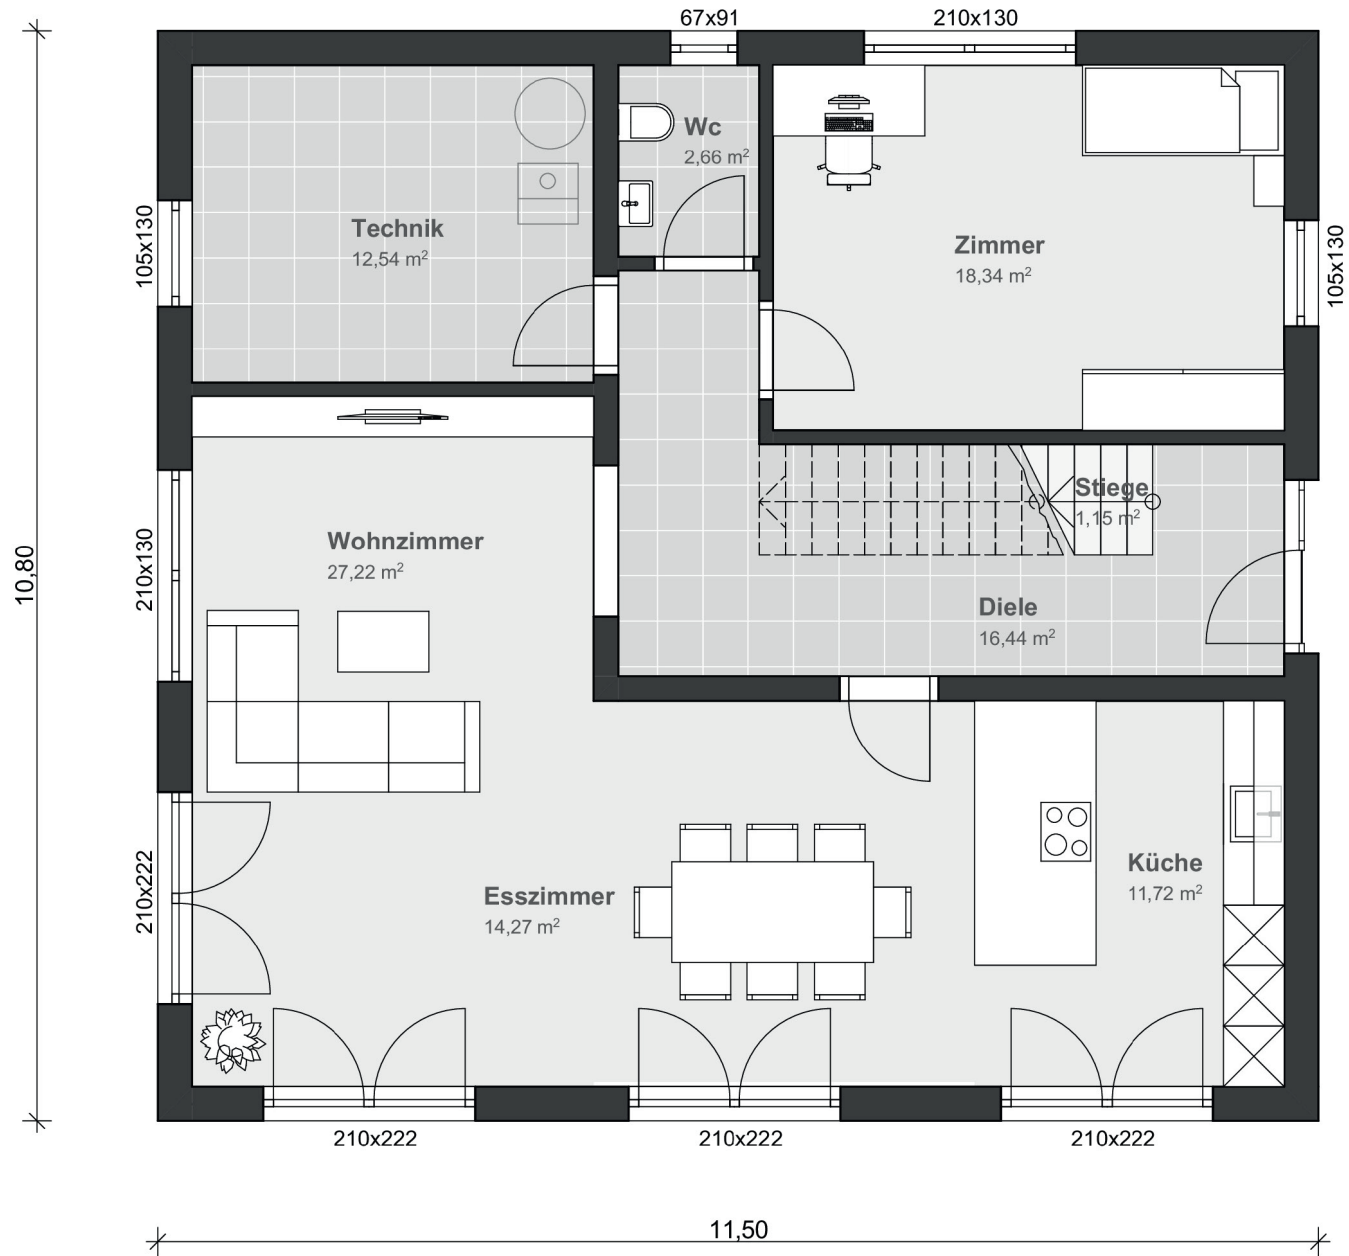 67x91
210x130
Wc
2,66 m²
Technik
12,54 m²
Zimmer
18,34 m²
105x130
105x130
Stiege
1,15 m²
Wohnzimmer
27,22 m²
210x130
10,80
Diele
16,44 m²
Küche
11,72 m²
Esszimmer
14,27 m²
210x222
210x222
210x222
210x222
11,50